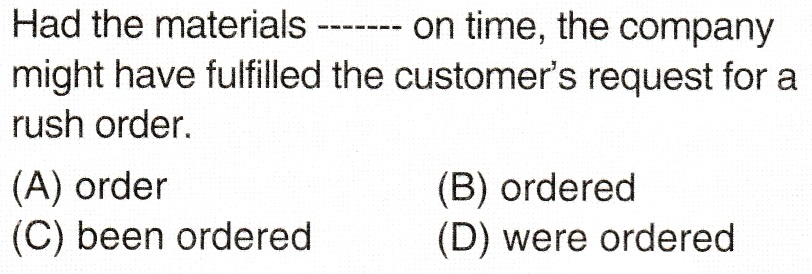 Had the materials ------- on time, the company
might have fulfilled the customer's request for a
rush order.
(A) order (B) ordered
(C) been ordered (D) were ordered